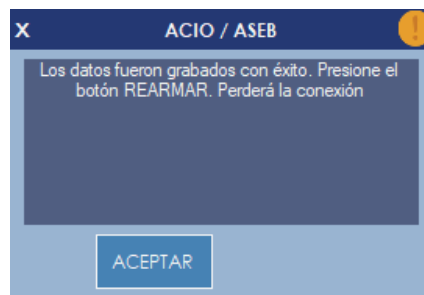 X ACIO / ASEB !
Los datos fueron grabados con éxito. Presione el
botón REARMAR. Perderá la conexión
ACEPTAR